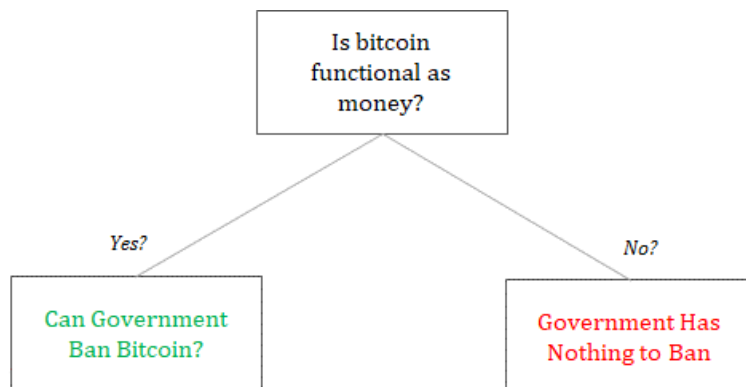 Is bitcoin
functional as
money?
Yes?
No?
Can Government
Ban Bitcoin?
Government Has
Nothing to Ban